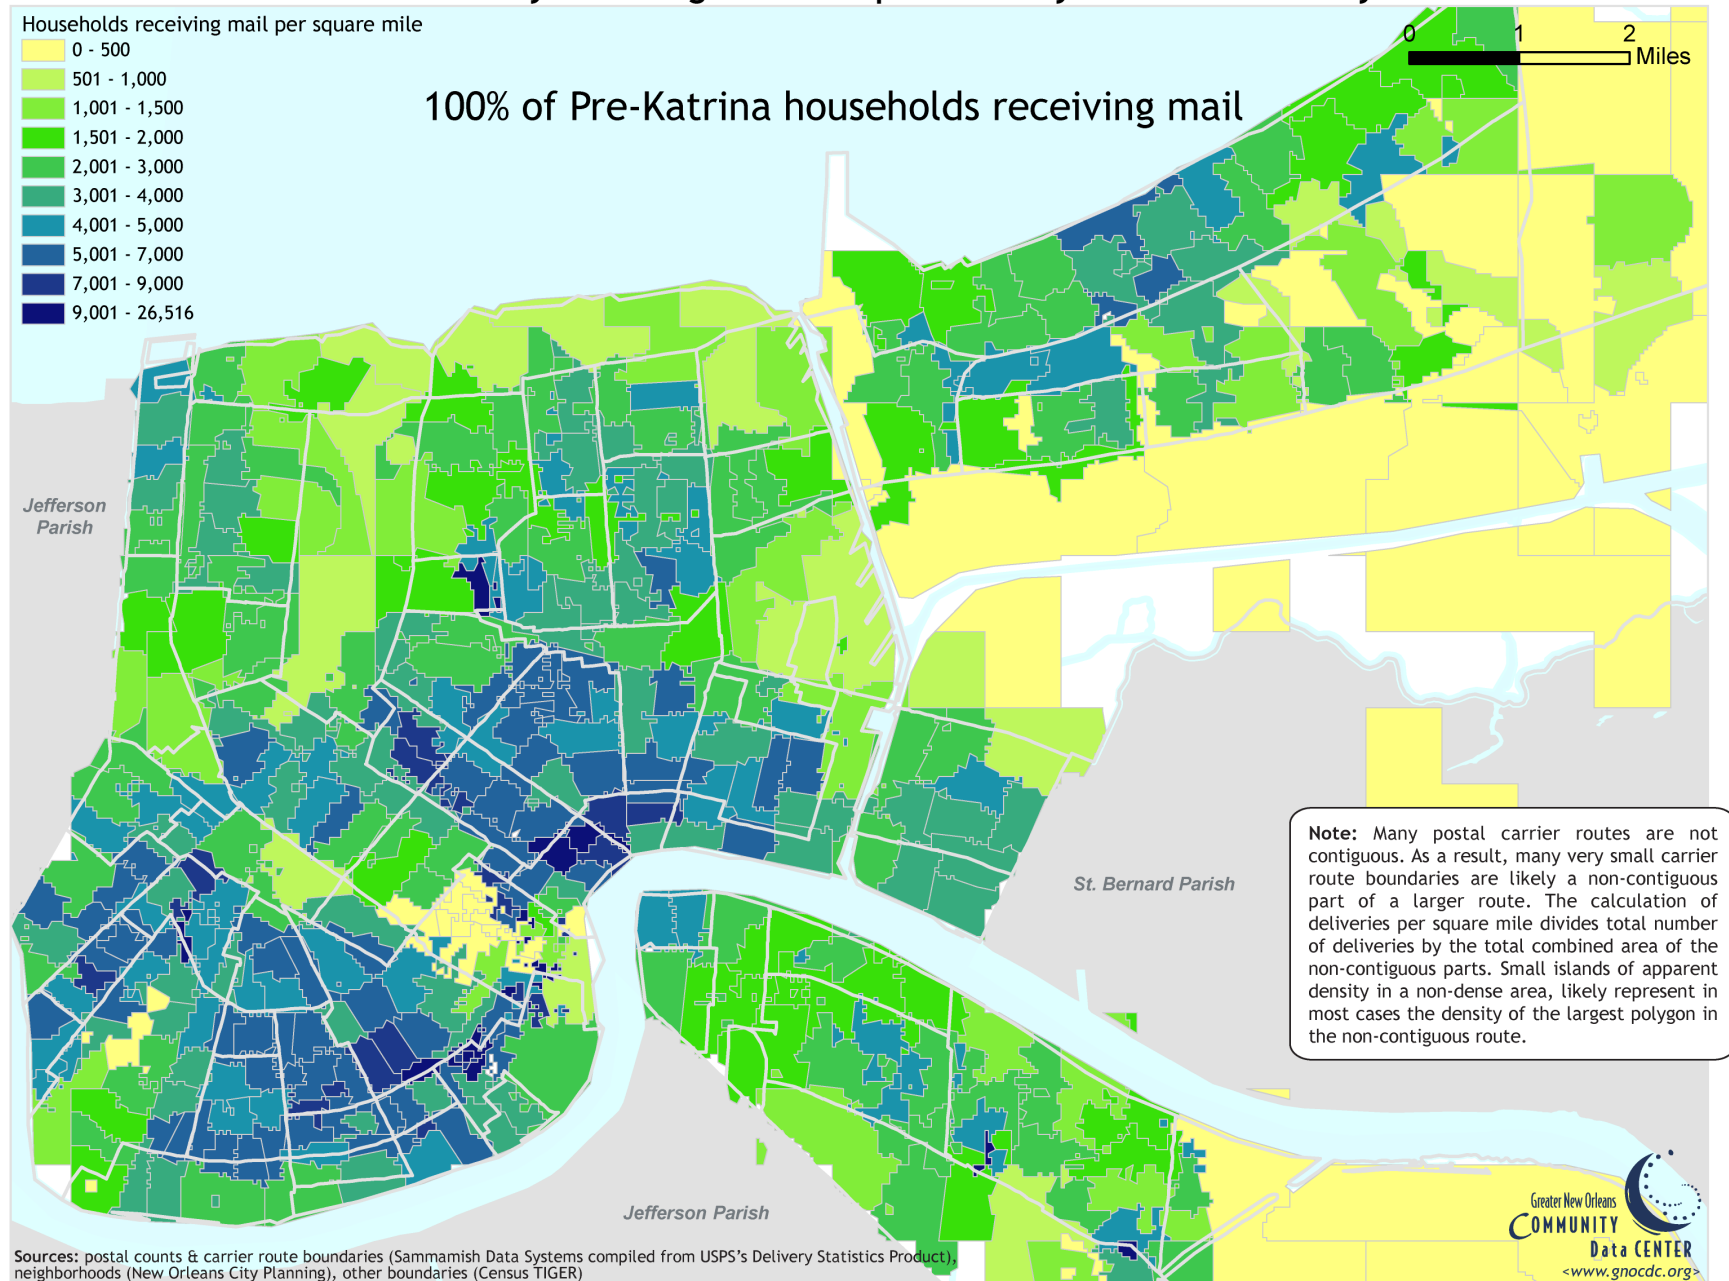 Households receiving mail per square mile
0 - 500
501 - 1,000
1,001 - 1,500
1,501 - 2,000
2,001 - 3,000
3,001 - 4,000
4,001 - 5,000
5,001 - 7,000
7,001 - 9,000
9,001 - 26,516
100% of Pre-Katrina households receiving mail
0 1 2
Miles
Jefferson
Parish
St. Bernard Parish
Jefferson Parish
Note: Many postal carrier routes are not
contiguous. As a result, many very small carrier
route boundaries are likely a non-contiguous
part of a larger route. The calculation of
deliveries per square mile divides total number
of deliveries by the total combined area of the
non-contiguous parts. Small islands of apparent
density in a non-dense area, likely represent in
most cases the density of the largest polygon in
the non-contiguous route.
Greater New Orleans
COMMUNITY
Data CENTER
<www.gnocdc.org>
Sources: postal counts & carrier route boundaries (Sammamish Data Systems compiled from USPS's Delivery Statistics Product),
neighborhoods (New Orleans City Planning), other boundaries (Census TIGER)